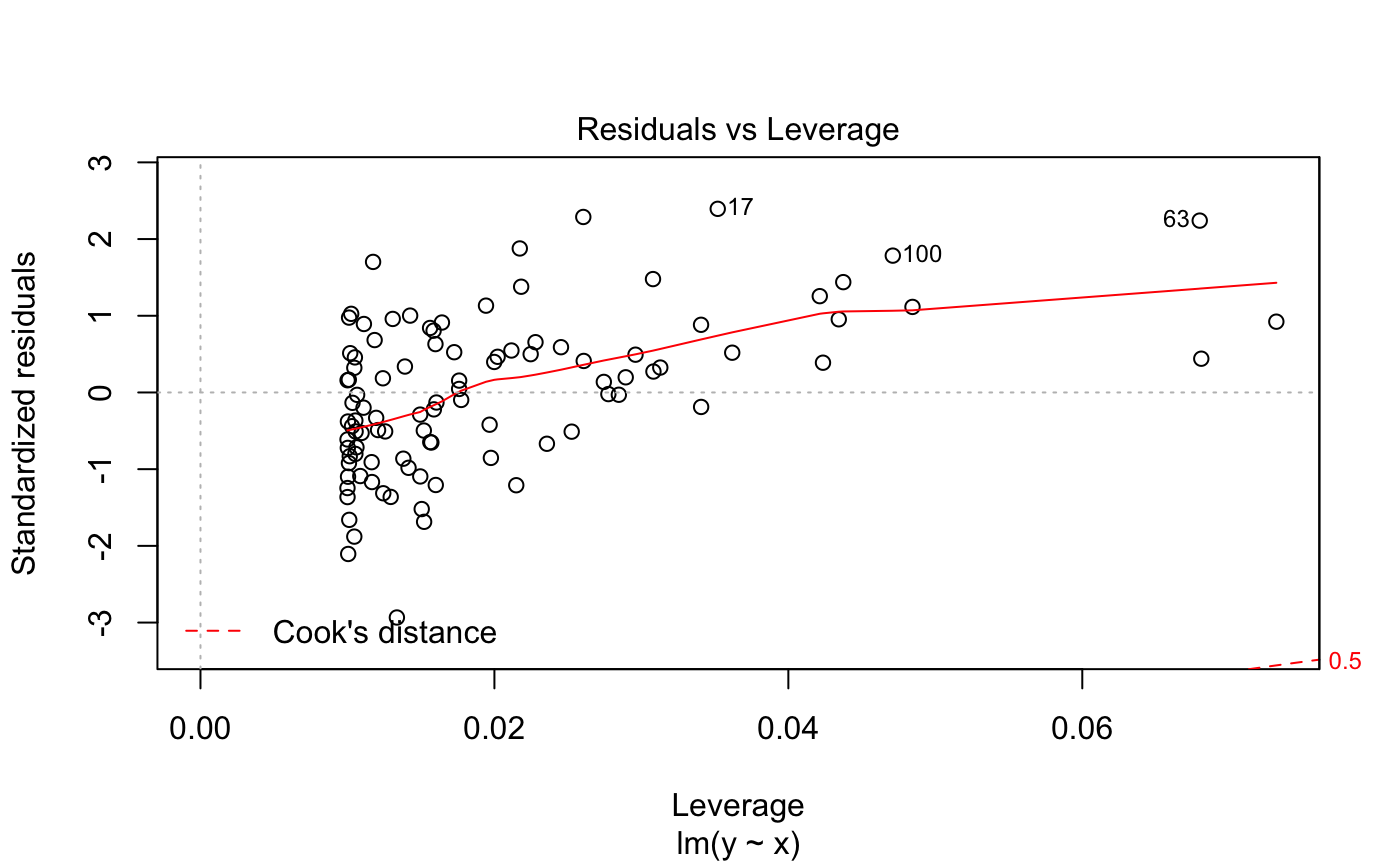 Residuals vs Leverage
Standardized residuals
3
2
1
0
-1
-2
-3
17
63
100
Cook's distance
0.5
0.00 0.02 0.04 0.06
Leverage
lm(y ~ x)